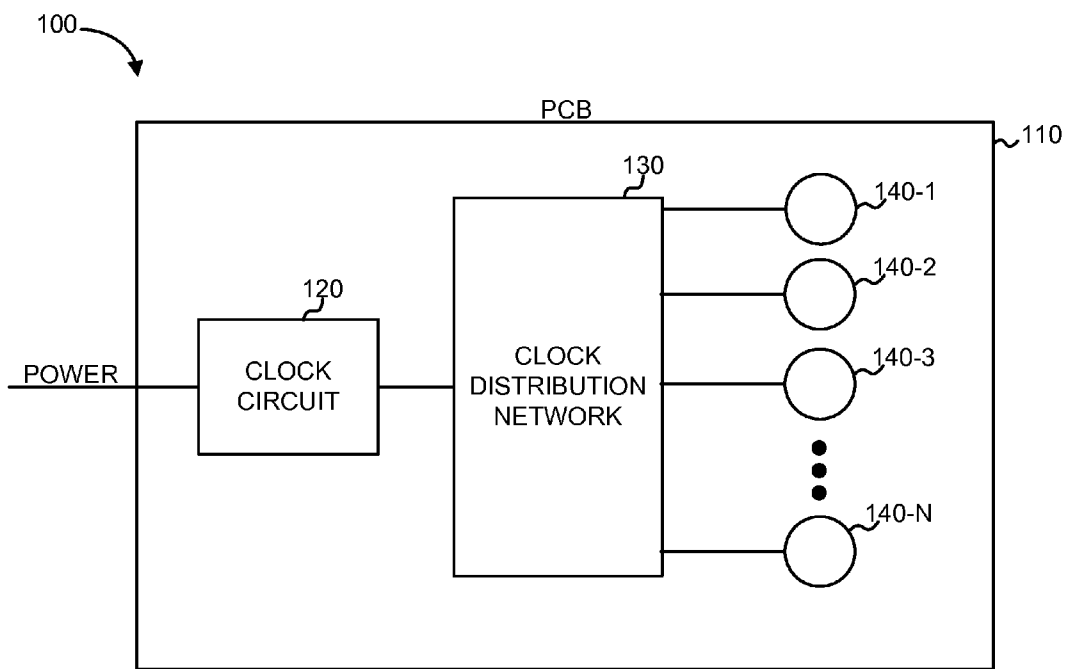 100
PCB
110
130
140-1
140-2
120
140-3
POWER
CLOCK
CIRCUIT
CLOCK
DISTRIBUTION
NETWORK
140-N